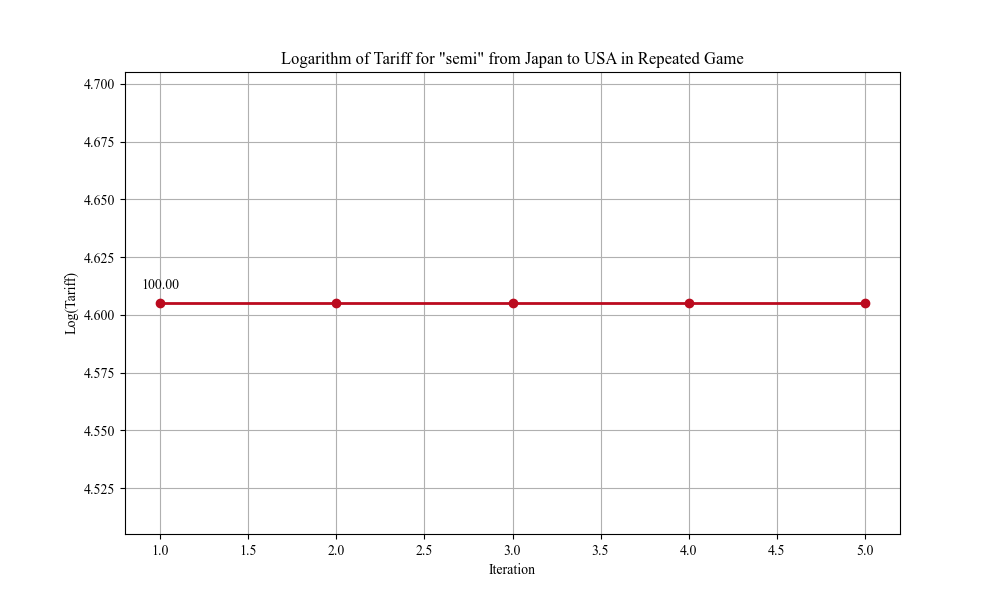 Logarithm of Tariff for "semi" from Japan to USA in Repeated Game
4.700
4.675
4.650
4.625
4.600
4.575
4.550
4.525
Log(Tariff)
100.00
1.0 1.5 2.0 2.5 3.0 3.5 4.0 4.5 5.0
Iteration